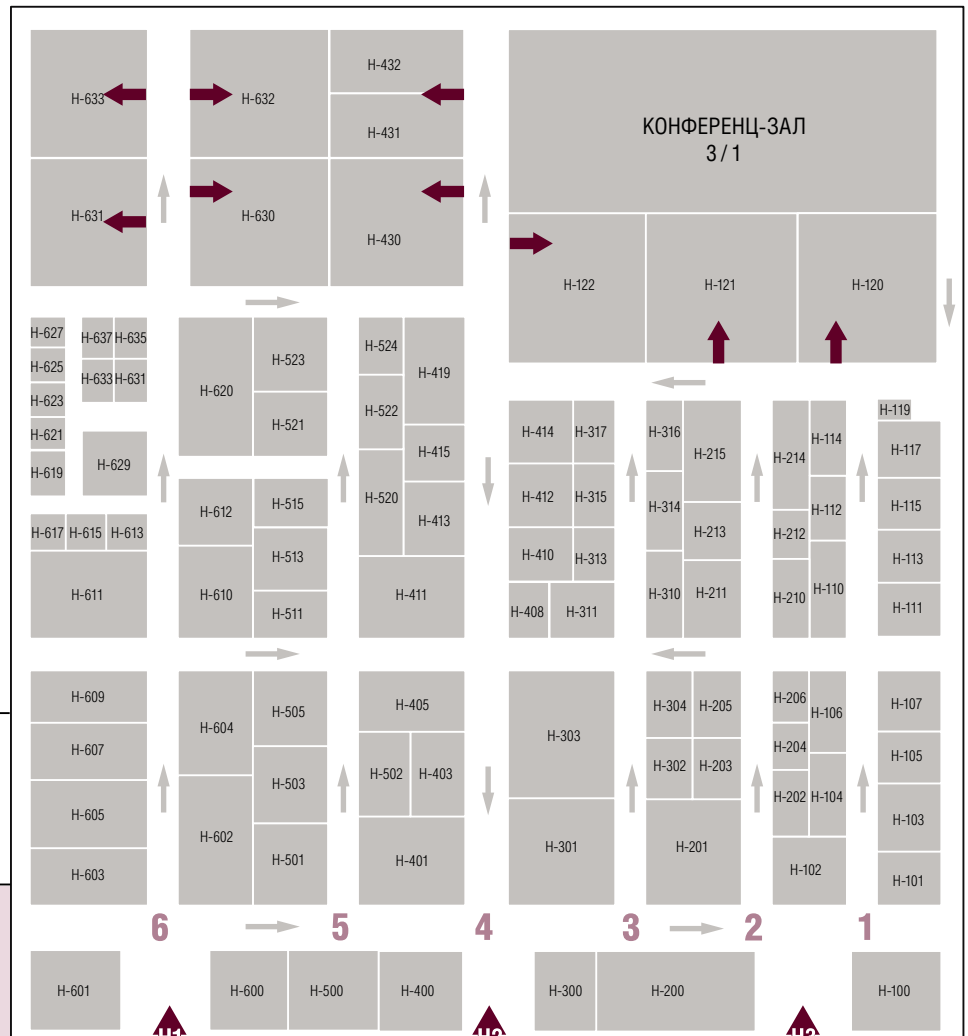 Н-633
Н-632
Н-432
Н-431
КОНФЕРЕНЦ-ЗАЛ
3 / 1
Н-631
Н-630
Н-430
Н-122
Н-121
Н-120
Н-627
Н-637
Н-635
Н-625
Н-633
Н-631
Н-623
Н-621
Н-619
Н-629
Н-620
Н-523
Н-521
Н-524
Н-419
Н-522
Н-415
Н-520
Н-413
Н-411
Н-617
Н-615
Н-613
Н-611
Н-612
Н-515
Н-513
Н-610
Н-511
Н-414
Н-317
Н-412
Н-315
Н-410
Н-313
Н-408
Н-311
Н-316
Н-215
Н-314
Н-213
Н-310
Н-211
Н-214
Н-114
Н-112
Н-212
Н-210
Н-110
Н-119
Н-117
Н-115
Н-113
Н-111
Н-609
Н-607
Н-605
Н-603
Н-604
Н-505
Н-503
Н-602
Н-501
Н-405
Н-502
Н-403
Н-401
Н-303
Н-301
Н-304
Н-205
Н-302
Н-203
Н-201
Н-206
Н-106
Н-204
Н-202
Н-104
Н-102
Н-107
Н-105
Н-103
Н-101
6
5
4
3
2
1
Н-601
Н-600
Н-500
Н-400
Н-300
Н-200
Н-100
Н1
Н2
Н3